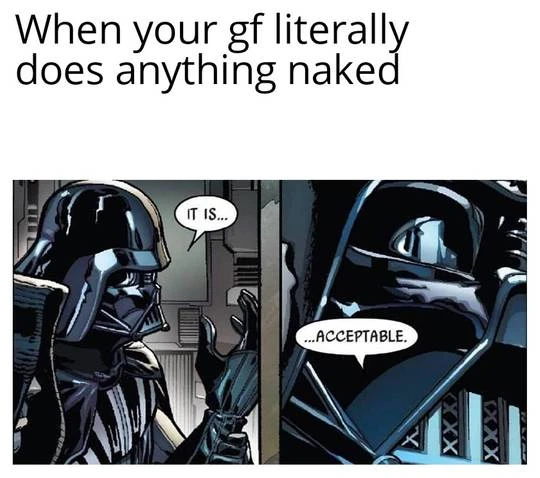 When your gf literally
does anything naked
IT IS...
...ACCEPTABLE.